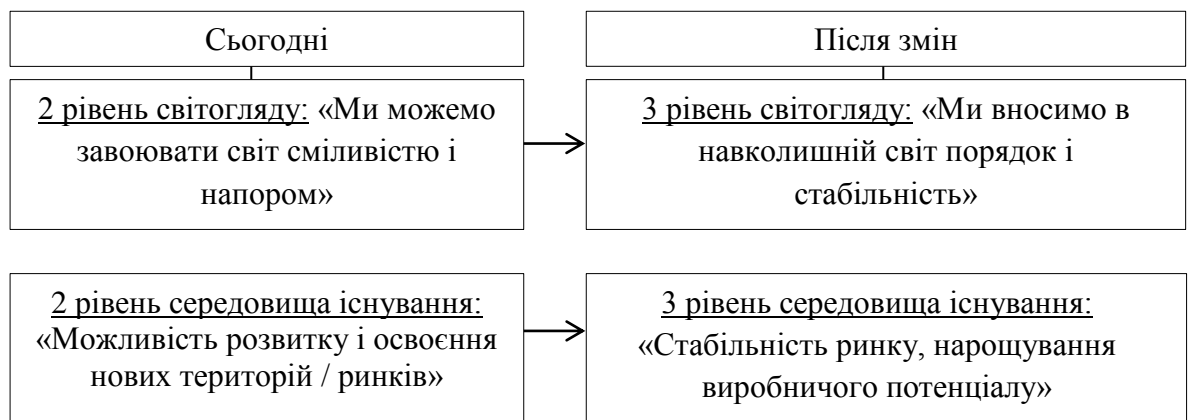 Сьогодні
Після змін
2 рівень світогляду: «Ми можемо
завоювати світ сміливістю і
напором»
3 рівень світогляду: «Ми вносимо в
навколишній світ порядок і
стабільність»
2 рівень середовища існування:
«Можливість розвитку і освоєння
нових територій / ринків»
3 рівень середовища існування:
«Стабільність ринку, нарощування
виробничого потенціалу»